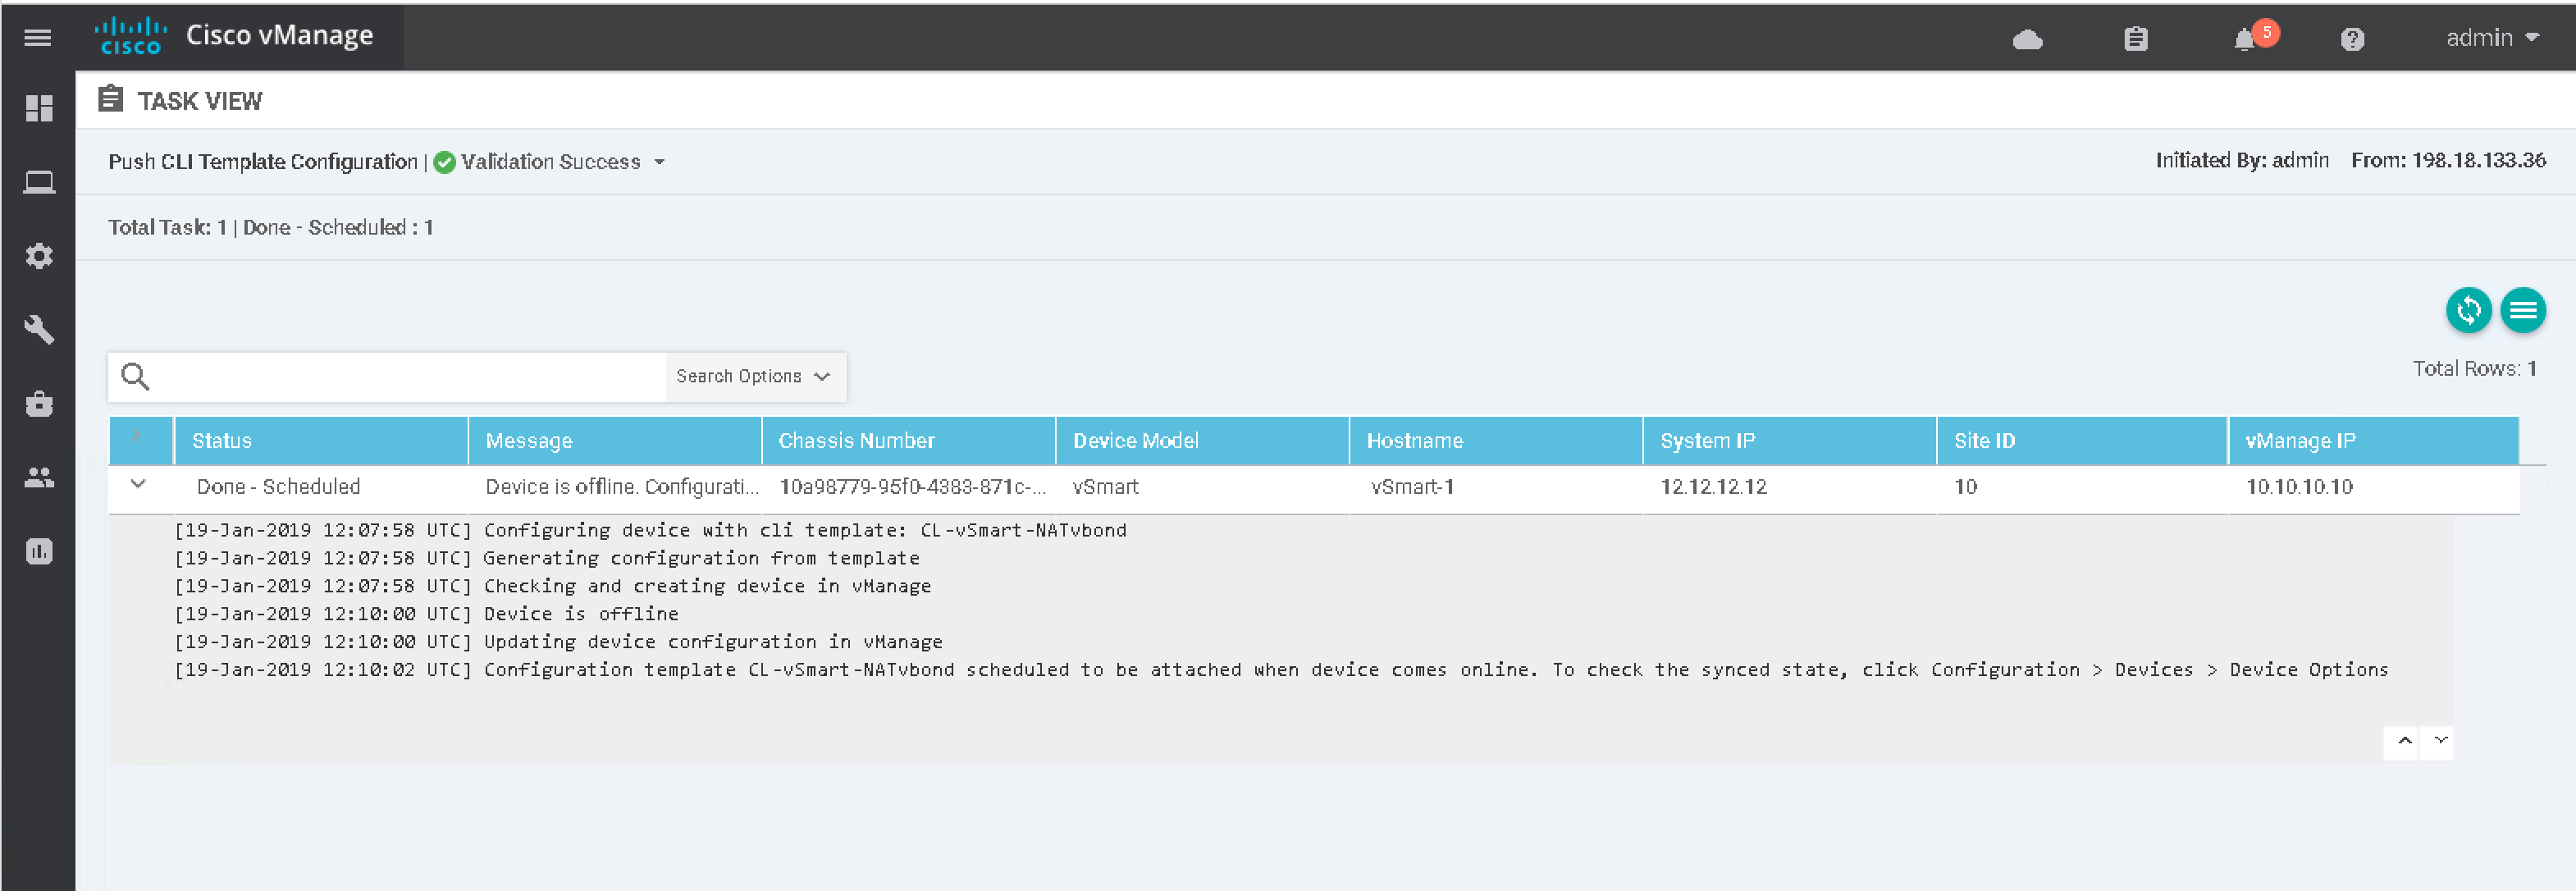 CISCO Cisco vManage 5 admin
TASK VIEW
Push CLI Template Configuration | Validation Success Initiated By: admin From: 198.18.133.36
Total Task: 1 | Done - Scheduled : 1
Search Options
Total Rows: 1
Status Message Chassis Number Device Model Hostname System IP Site ID vManage IP
Done - Scheduled Device is offline. Configurati... 10a98779-95f0-4383-871c-... vSmart vSmart-1 12.12.12.12 10 10.10.10.10
[19-Jan-2019 12:07:58 UTC] Configuring device with cli template: CL-vSmart-NATvbond
[19-Jan-2019 12:07:58 UTC] Generating configuration from template
[19-Jan-2019 12:07:58 UTC] Checking and creating device in vManage
[19-Jan-2019 12:10:00 UTC] Device is offline
[19-Jan-2019 12:10:00 UTC] Updating device configuration in vManage
[19-Jan-2019 12:10:02 UTC] Configuration template CL-vSmart-NATvbond scheduled to be attached when device comes online. To check the synced state, click Configuration > Devices > Device Options